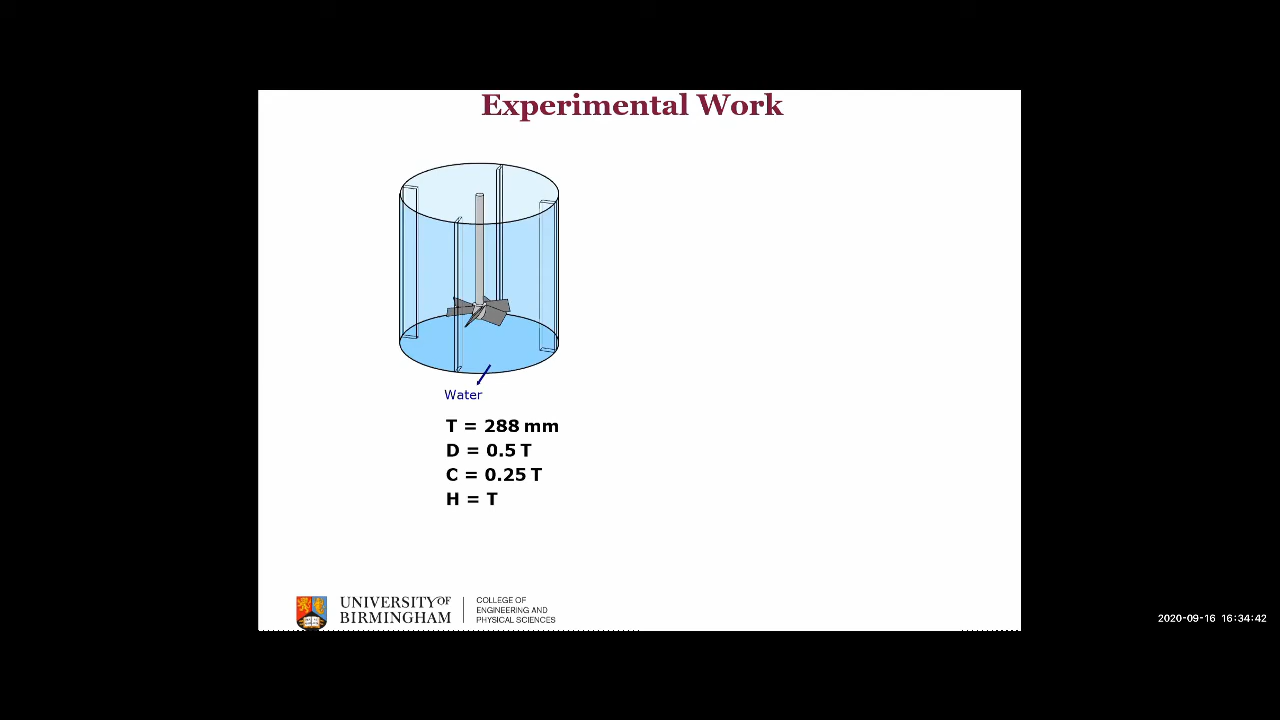 Experimental Work
Water
T = 288 mm
D = 0.5 T
C = 0.25 T
H = T
UNIVERSITY OF
BIRMINGHAM
COLLEGE OF
ENGINEERING AND
PHYSICAL SCIENCES
2020-09-16 16:34:42